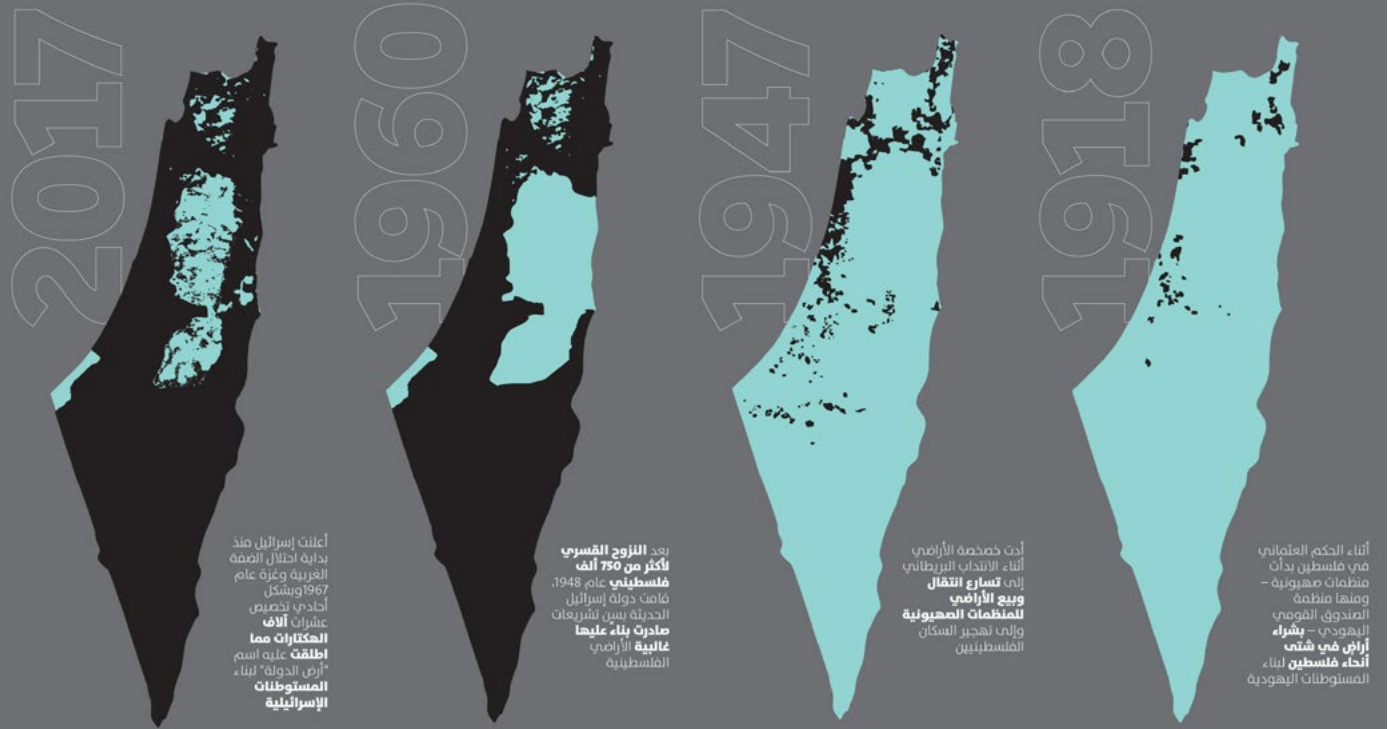 1918
أثناء الحكم العثماني
في فلسطين بدأت
منظمات صهيونية –
ومنها منظمة
الصندوق القومي
اليهودي – بشراء
أراضٍ في شتى
أنحاء فلسطين لبناء
المستوطنات اليهودية
1947
أدت خصخصة الأراضي
أثناء الانتداب البريطاني
إلى تسارع انتقال
وبيع الأراضي
للمنظمات الصهيونية
وإلى تهجير السكان
الفلسطينيين
1960
بعد النزوح القسري
لأكثر من 750 ألف
فلسطيني عام 1948،
قامت دولة إسرائيل
الحديثة بسن تشريعات
صادرت بناءً عليها
غالبية الأراضي
الفلسطينية
2017
أعلنت إسرائيل منذ
بداية احتلال الضفة
الغربية وغزة عام
1967وبشكل
أحادي تخصيص
عشرات آلاف
الهكتارات مما
اطلقت عليه اسم
"أرض الدولة" لبناء
المستوطنات
الإسرائيلية